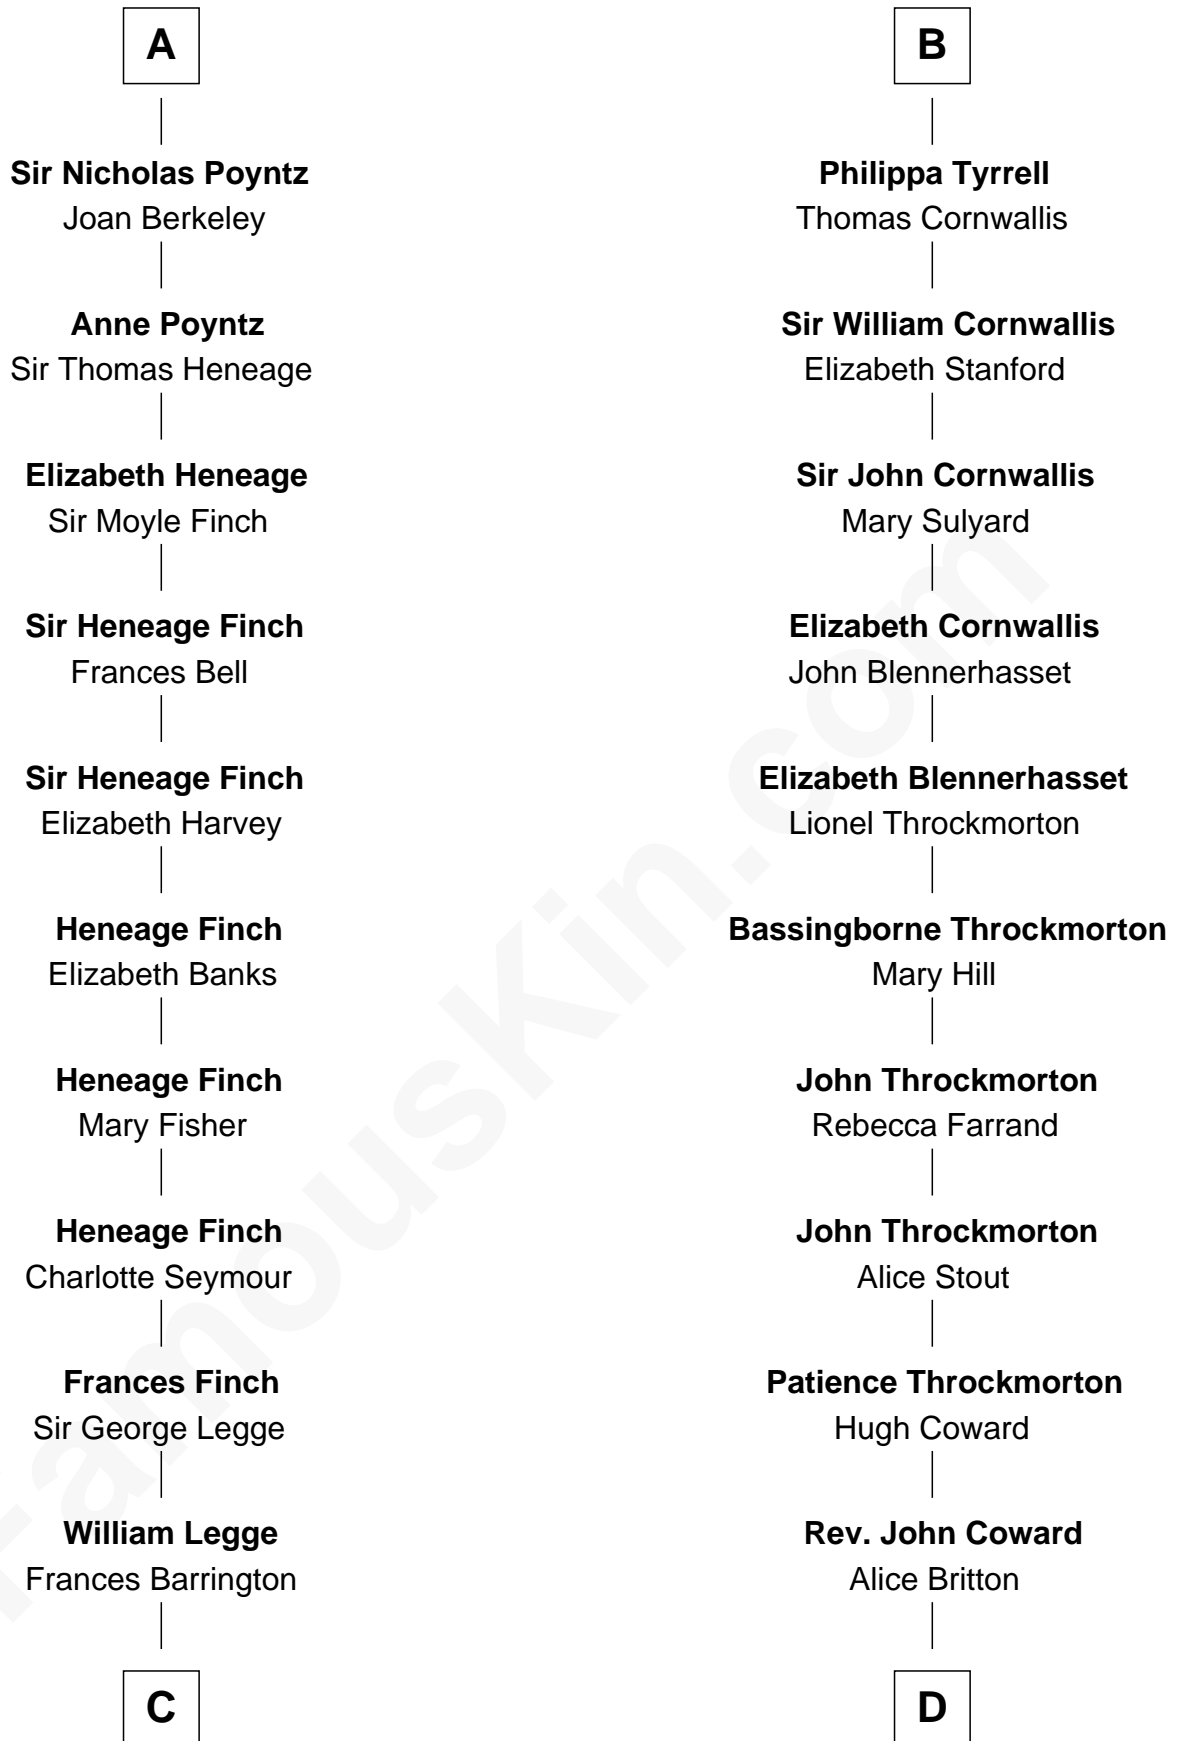 A
Sir Nicholas Poyntz
Joan Berkeley
Anne Poyntz
Sir Thomas Heneage
Elizabeth Heneage
Sir Moyle Finch
Sir Heneage Finch
Frances Bell
Sir Heneage Finch
Elizabeth Harvey
Heneage Finch
Elizabeth Banks
Heneage Finch
Mary Fisher
Heneage Finch
Charlotte Seymour
Frances Finch
Sir George Legge
William Legge
Frances Barrington
C
B
Philippa Tyrrell
Thomas Cornwallis
Sir William Cornwallis
Elizabeth Stanford
Sir John Cornwallis
Mary Sulyard
Elizabeth Cornwallis
John Blennerhasset
Elizabeth Blennerhasset
Lionel Throckmorton
Bassingborne Throckmorton
Mary Hill
John Throckmorton
Rebecca Farrand
John Throckmorton
Alice Stout
Patience Throckmorton
Hugh Coward
Rev. John Coward
Alice Britton
D
FamousKin.com